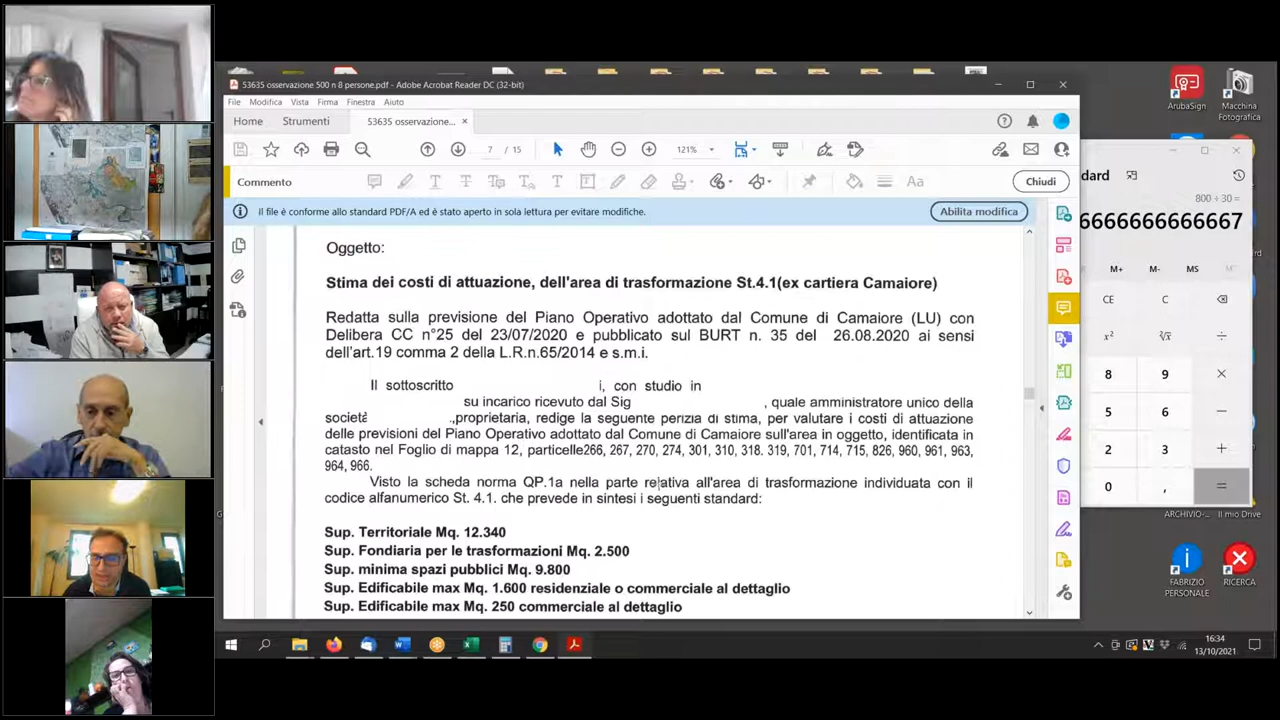 53635 osservazione 500 n 8 persone.pdf - Adobe Acrobat Reader DC (32-bit)
File Modifica Vista Firma Finestra Aiuto
Home Strumenti 53635 osservazione... ×
7 / 15 121%
Commento Aa Chiudi
Il file è conforme allo standard PDF/A ed è stato aperto in sola lettura per evitare modifiche. Abilita modifica
Oggetto:
Stima dei costi di attuazione, dell'area di trasformazione St.4.1(ex cartiera Camaiore)
Redatta sulla previsione del Piano Operativo adottato dal Comune di Camaiore (LU) con
Delibera CC n°25 del 23/07/2020 e pubblicato sul BURT n. 35 del 26.08.2020 ai sensi
dell'art.19 comma 2 della L.R.n.65/2014 e s.m.i.
Il sottoscritto i, con studio in
su incarico ricevuto dal Sig , quale amministratore unico della
società .,proprietaria, redige la seguente perizia di stima, per valutare i costi di attuazione
delle previsioni del Piano Operativo adottato dal Comune di Camaiore sull'area in oggetto, identificata in
catasto nel Foglio di mappa 12, particelle266, 267, 270, 274, 301, 310, 318. 319, 701, 714, 715, 826, 960, 961, 963,
964, 966.
Visto la scheda norma QP.1a nella parte relativa all'area di trasformazione individuata con il
codice alfanumerico St. 4.1. che prevede in sintesi i seguenti standard:
Sup. Territoriale Mq. 12.340
Sup. Fondiaria per le trasformazioni Mq. 2.500
Sup. minima spazi pubblici Mq. 9.800
Sup. Edificabile max Mq. 1.600 residenziale o commerciale al dettaglio
Sup. Edificabile max Mq. 250 commerciale al dettaglio
ArubaSign
Macchina
Fotografica
dard
800 ÷ 30 =
6666666666667
M+ M- MS
CE C
x² ²√x ÷
8 9 ×
5 6 −
2 3 +
0 , =
ARCHIVIO-... Il mio Drive
FABRIZIO
PERSONALE
RICERCA
16:34
13/10/2021